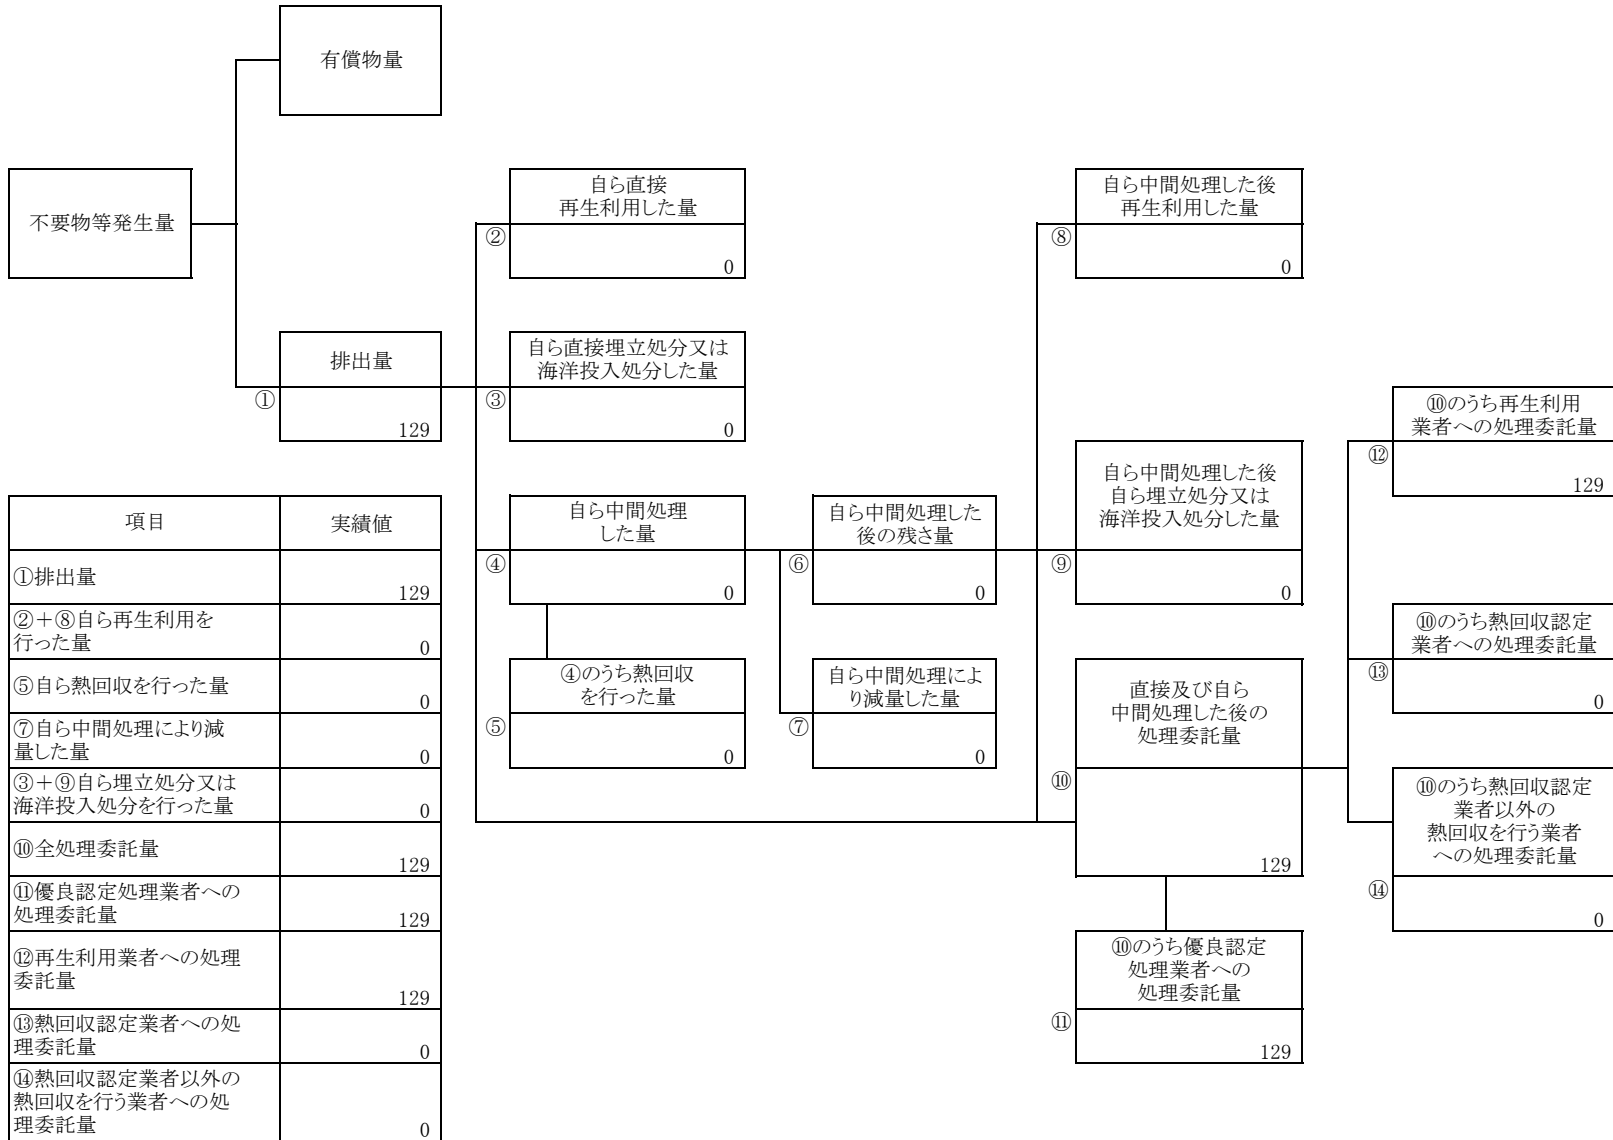 有償物量
不要物等発生量
自ら直接
再生利用した量
②
0
自ら中間処理した後
再生利用した量
⑧
0
排出量
①
129
自ら直接埋立処分又は
海洋投入処分した量
③
0
⑩のうち再生利用
業者への処理委託量
⑫
129
自ら中間処理
した量
④
0
自ら中間処理した
後の残さ量
⑥
0
自ら中間処理した後
自ら埋立処分又は
海洋投入処分した量
⑨
0
⑩のうち熱回収認定
業者への処理委託量
⑬
0
④のうち熱回収
を行った量
⑤
0
自ら中間処理によ
り減量した量
⑦
0
直接及び自ら
中間処理した後の
処理委託量
⑩
129
⑩のうち熱回収認定
業者以外の
熱回収を行う業者
への処理委託量
⑭
0
⑩のうち優良認定
処理業者への
処理委託量
⑪
129
項目 実績値
①排出量
129
②＋⑧自ら再生利用を
行った量
0
⑤自ら熱回収を行った量
0
⑦自ら中間処理により減
量した量
0
③＋⑨自ら埋立処分又は
海洋投入処分を行った量
0
⑩全処理委託量
129
⑪優良認定処理業者への
処理委託量
129
⑫再生利用業者への処理
委託量
129
⑬熱回収認定業者への処
理委託量
0
⑭熱回収認定業者以外の
熱回収を行う業者への処
理委託量
0